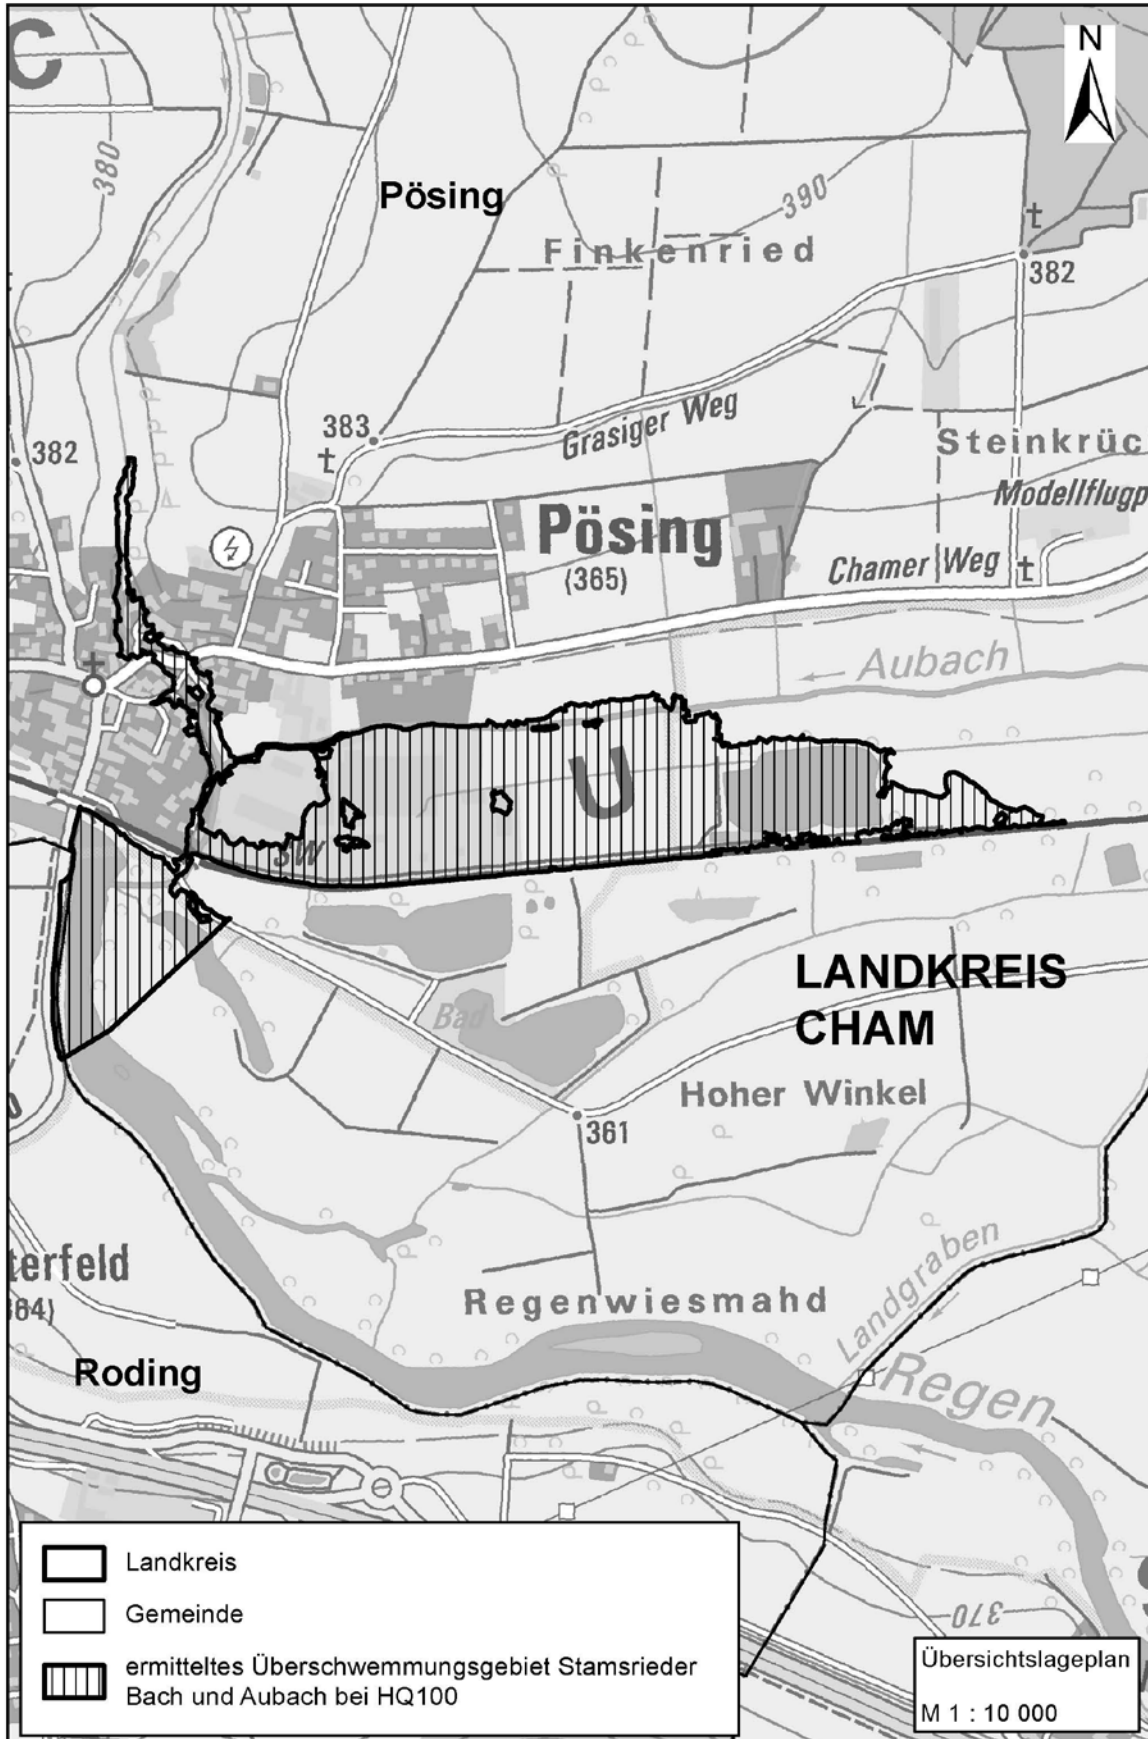 N
380
Pösing
390
Finkenried
382
383
382
Grasiger Weg
Steinkrüc
Modellflugp
Pösing
(365)
Chamer Weg
Aubach
U
SW
LANDKREIS
CHAM
Bad
Hoher Winkel
361
Landgraben
terfeld
Regenwiesmahd
Roding
Regen
370
Landkreis
Gemeinde
ermitteltes Überschwemmungsgebiet Stamsrieder
Bach und Aubach bei HQ100
Übersichtslageplan
M 1 : 10 000